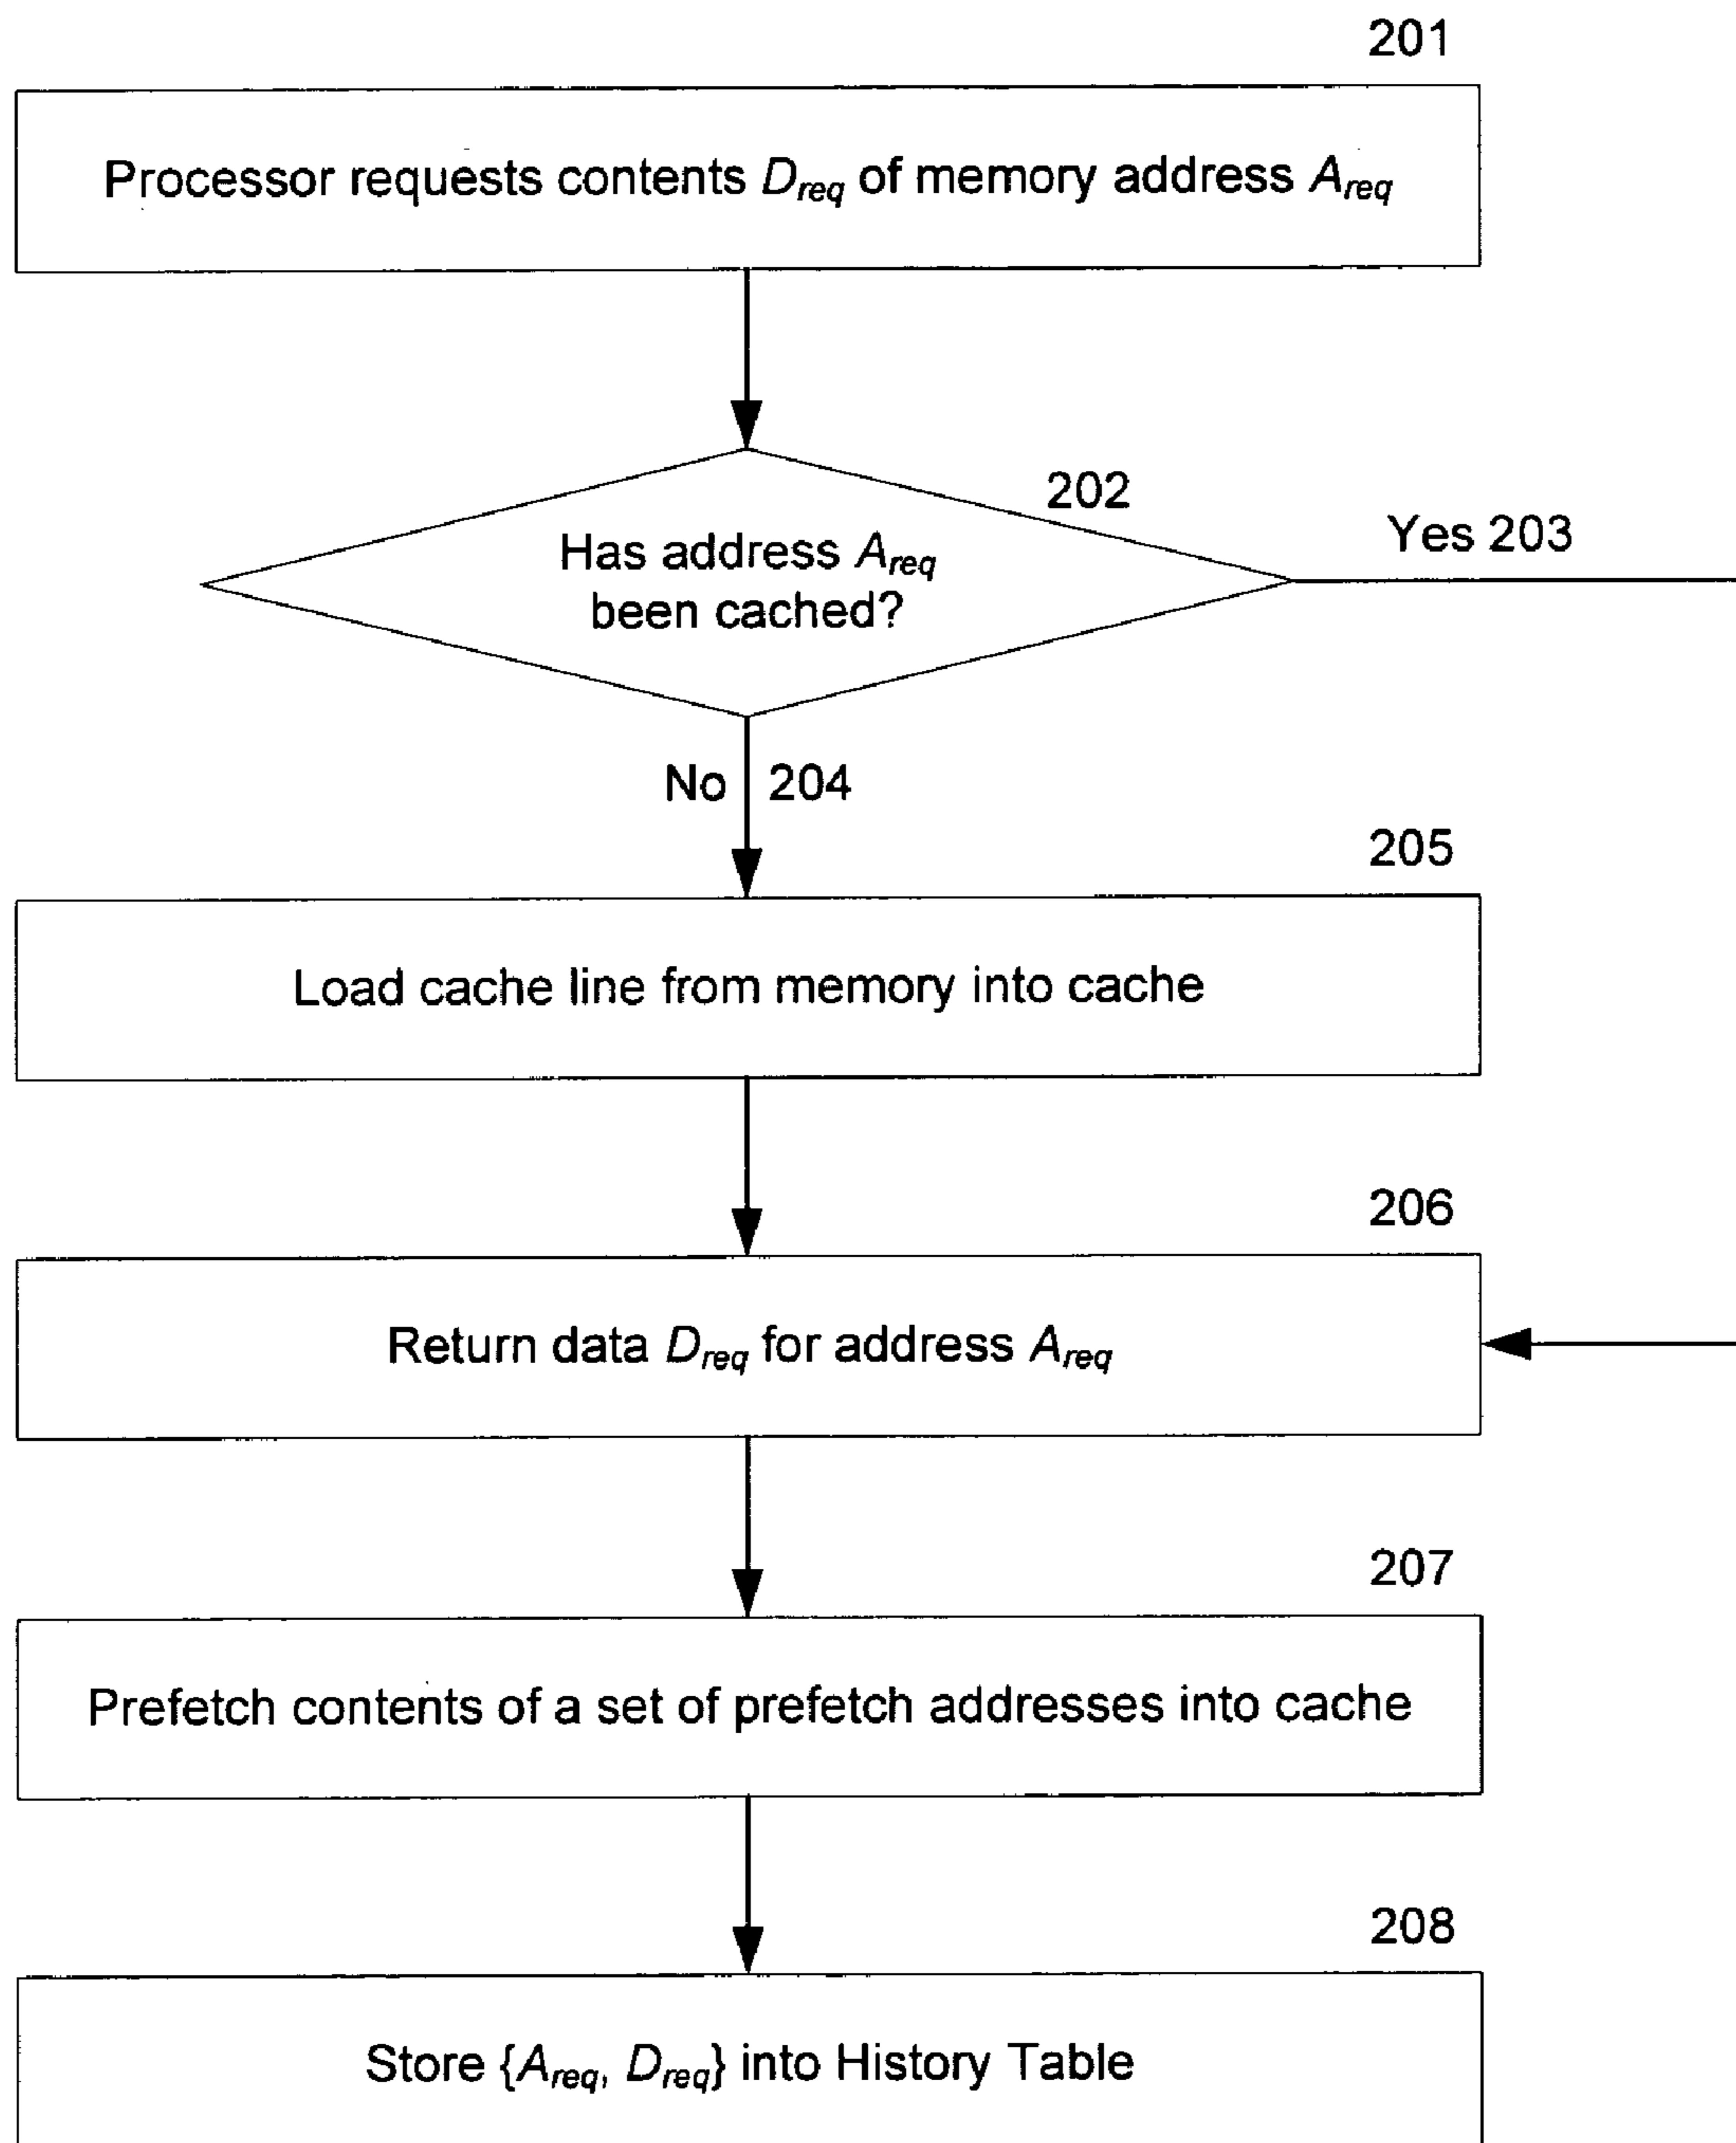 201
Processor requests contents Dreq of memory address Areq
202
Has address Areq
been cached?
Yes 203
No 204
205
Load cache line from memory into cache
206
Return data Dreq for address Areq
207
Prefetch contents of a set of prefetch addresses into cache
208
Store {Areq, Dreq} into History Table